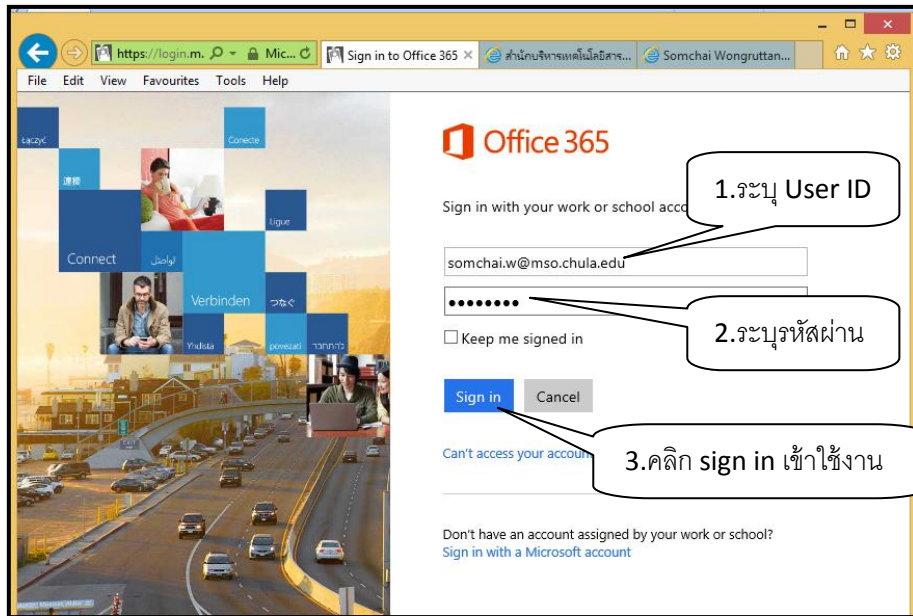 https://login.m. Mic... Sign in to Office 365 สำนักบริหารเทคโนโลยีสาร... Somchai Wongruttan...
File Edit View Favourites Tools Help
Łączyć
Conecte
連接
Ligue
Connect
تواصل
Verbinden
つなぐ
Yhdistä
povezati
להתחבר
Office 365
Sign in with your work or school acco
1.ระบุ User ID
somchai.w@mso.chula.edu
2.ระบุรหัสผ่าน
Keep me signed in
Sign in Cancel
Can't access your accoun
3.คลิก sign in เข้าใช้งาน
Don't have an account assigned by your work or school?
Sign in with a Microsoft account